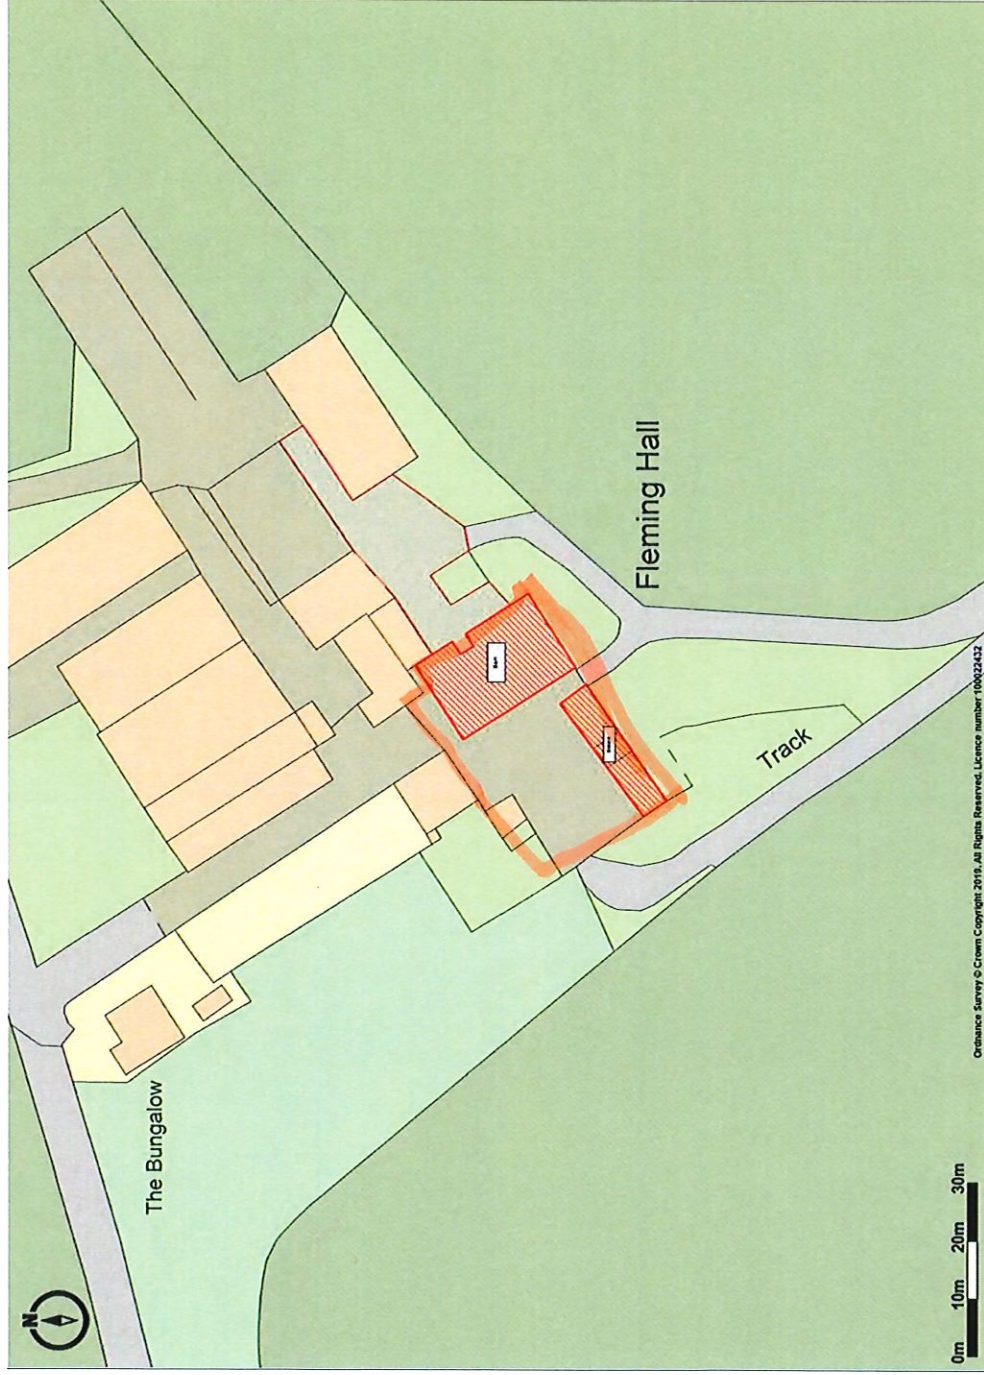 N
The Bungalow
Fleming Hall
Track
Barn
0m 10m 20m 30m
Ordnance Survey © Crown Copyright 2019. All Rights Reserved. Licence number 100022432